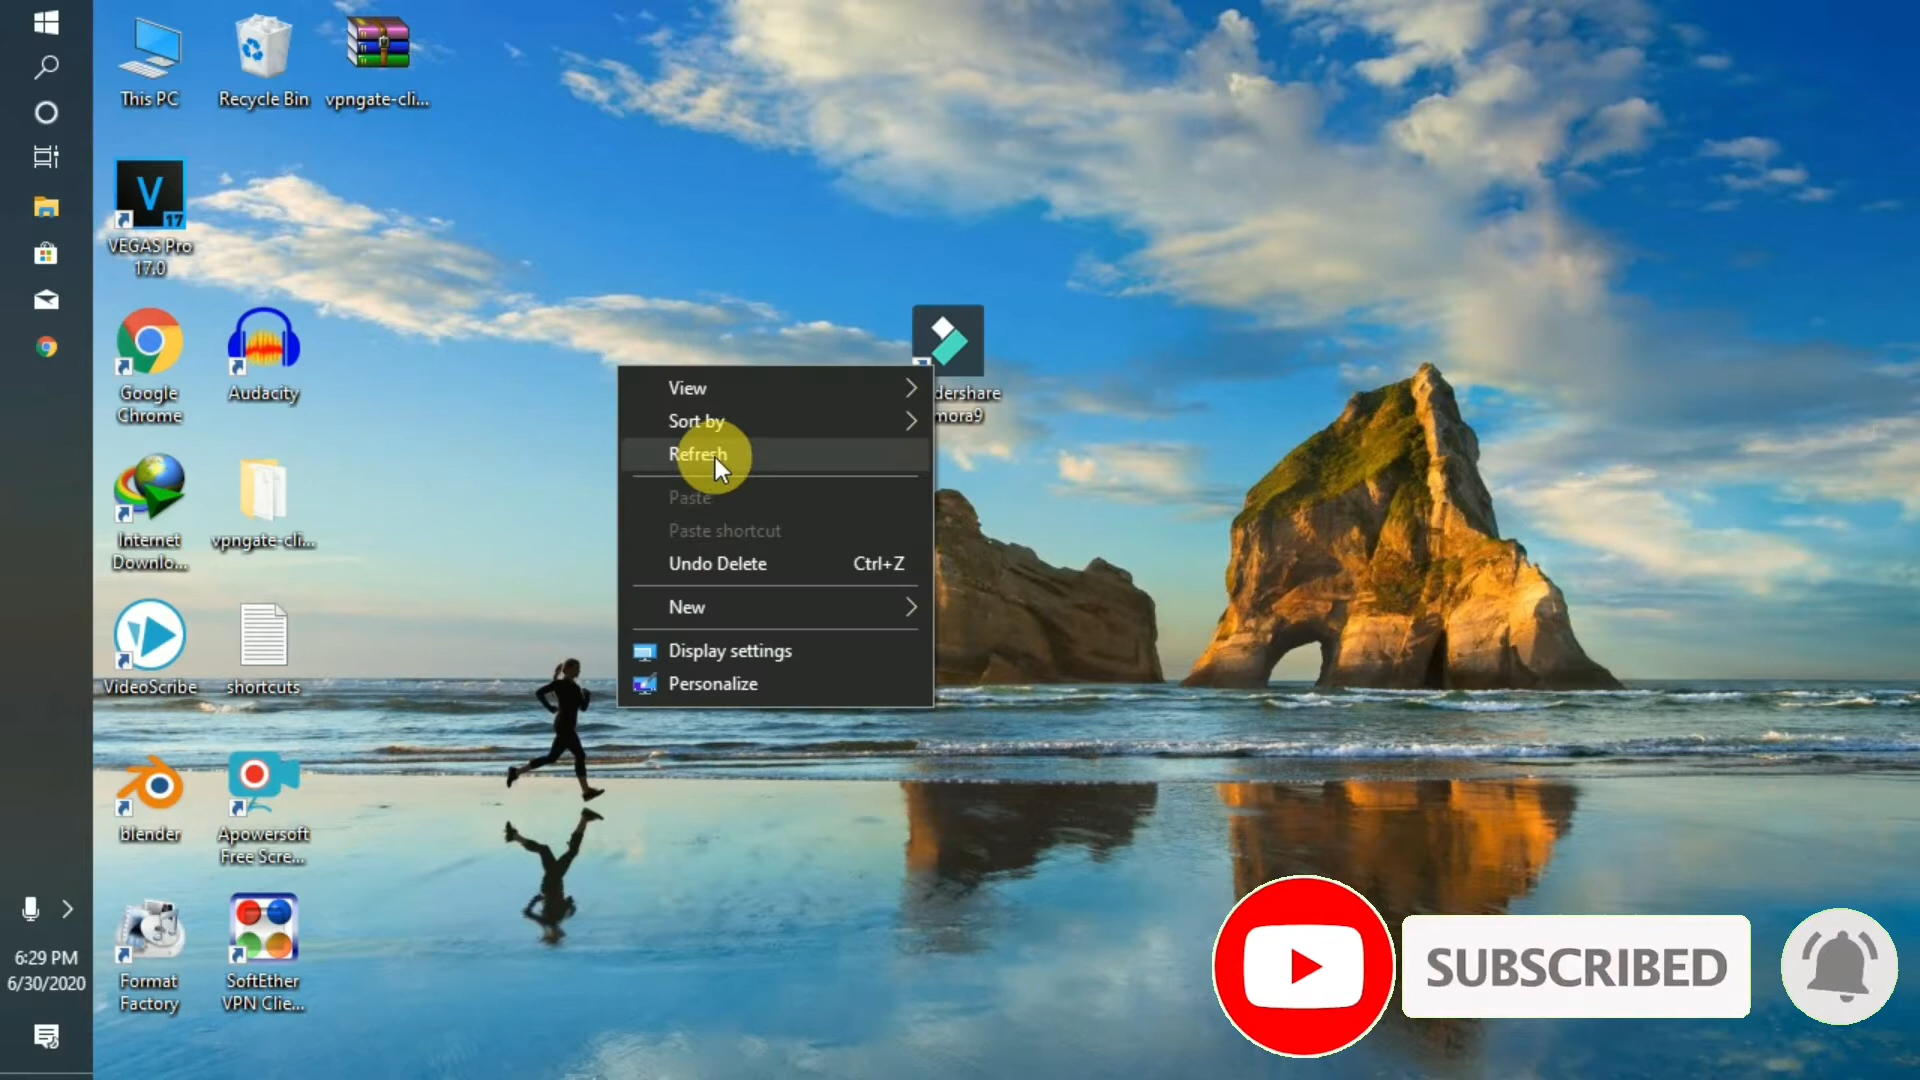 This PC
Recycle Bin
vpngate-cli...
V
17
VEGAS Pro
17.0
Google
Chrome
Audacity
dershare
mora9
Internet
Downlo...
vpngate-cli...
VideoScribe
shortcuts
blender
Apowersoft
Free Scre...
Format
Factory
SoftEther
VPN Clie...
View
Sort by
Refresh
Paste
Paste shortcut
Undo Delete Ctrl+Z
New
Display settings
Personalize
6:29 PM
6/30/2020
SUBSCRIBED